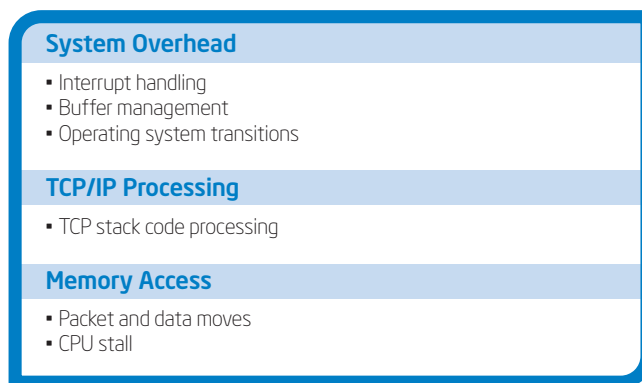 System Overhead
▪ Interrupt handling
▪ Buffer management
▪ Operating system transitions
TCP/IP Processing
▪ TCP stack code processing
Memory Access
▪ Packet and data moves
▪ CPU stall